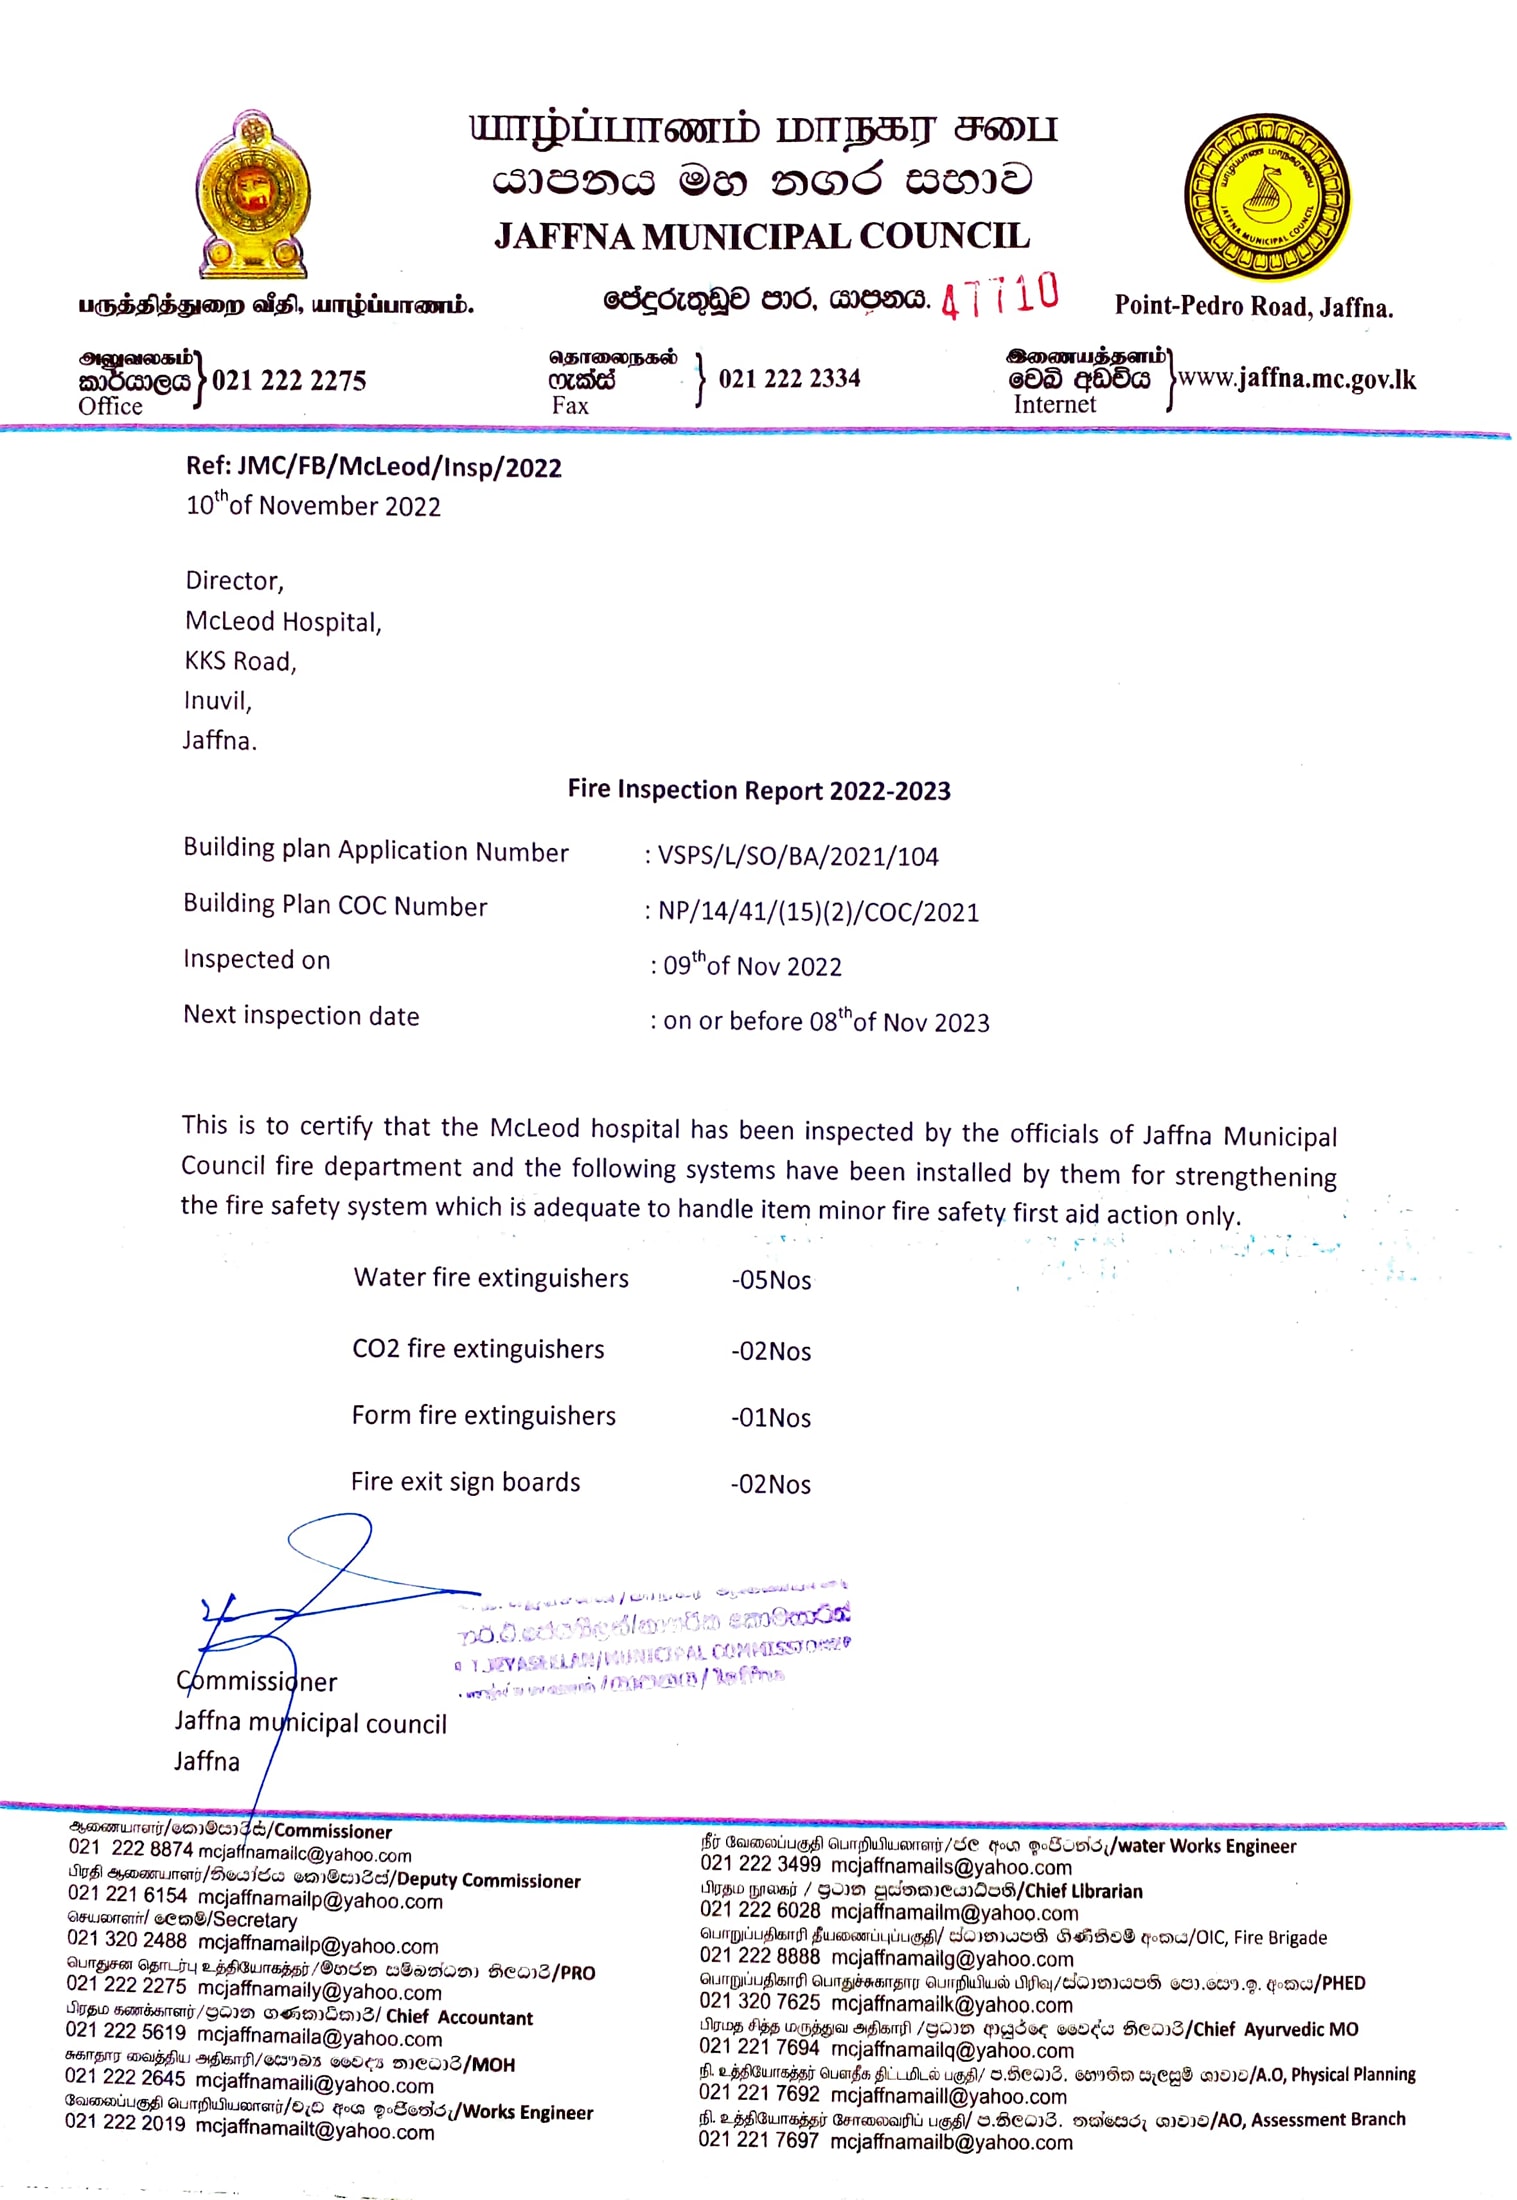 யாழ்ப்பாணம் மாநகர சபை
යාපනය මහ නගර සභාව
JAFFNA MUNICIPAL COUNCIL
யாழ்ப்பாண மாநகரசபை
JAFFNA MUNICIPAL COUNCIL
பருத்தித்துறை வீதி, யாழ்ப்பாணம். පේදුරුතුඩුව පාර, යාපනය. 47710 Point-Pedro Road, Jaffna.
அலுவலகம் தொலைநகல் இணையத்தளம்
කාර්යාලය 021 222 2275 ෆැක්ස් 021 222 2334 වෙබ් අඩවිය www.jaffna.mc.gov.lk
Office Fax Internet
Ref: JMC/FB/McLeod/Insp/2022
10th of November 2022
Director,
McLeod Hospital,
KKS Road,
Inuvil,
Jaffna.
Fire Inspection Report 2022-2023
Building plan Application Number : VSPS/L/SO/BA/2021/104
Building Plan COC Number : NP/14/41/(15)(2)/COC/2021
Inspected on : 09th of Nov 2022
Next inspection date : on or before 08th of Nov 2023
This is to certify that the McLeod hospital has been inspected by the officials of Jaffna Municipal
Council fire department and the following systems have been installed by them for strengthening
the fire safety system which is adequate to handle item minor fire safety first aid action only.
Water fire extinguishers -05Nos
CO2 fire extinguishers -02Nos
Form fire extinguishers -01Nos
Fire exit sign boards -02Nos
/MUNICIPAL COMMISSIONER
/ Jaffna
Commissioner
Jaffna municipal council
Jaffna
ஆணையாளர்/කොමසාරිස්/Commissioner
021 222 8874 mcjaffnamailc@yahoo.com
பிரதி ஆணையாளர்/නියෝජ්‍ය කොමසාරිස්/Deputy Commissioner
021 221 6154 mcjaffnamailp@yahoo.com
செயலாளர்/ ලේකම්/Secretary
021 320 2488 mcjaffnamailp@yahoo.com
பொதுசன தொடர்பு உத்தியோகத்தர்/මහජන සම්බන්ධතා නිලධාරි/PRO
021 222 2275 mcjaffnamaily@yahoo.com
பிரதம கணக்காளர்/ප්‍රධාන ගණකාධිකාරි/ Chief Accountant
021 222 5619 mcjaffnamaila@yahoo.com
சுகாதார வைத்திய அதிகாரி/සෞඛ්‍ය වෛද්‍ය නාලධාරි/MOH
021 222 2645 mcjaffnamaili@yahoo.com
வேலைப்பகுதி பொறியியலாளர்/වැඩ අංශ ඉංජිනේරු/Works Engineer
021 222 2019 mcjaffnamailt@yahoo.com
நீர் வேலைப்பகுதி பொறியியலாளர்/ජල අංශ ඉංජිනේරු/water Works Engineer
021 222 3499 mcjaffnamails@yahoo.com
பிரதம நூலகர் / ප්‍රධාන පුස්තකාලයාධිපති/Chief Librarian
021 222 6028 mcjaffnamailm@yahoo.com
பொறுப்பதிகாரி தீயணைப்புப்பகுதி/ ස්ථානාපති ගිණිනිවීම් අංකය/OIC, Fire Brigade
021 222 8888 mcjaffnamailg@yahoo.com
பொறுப்பதிகாரி பொதுச்சுகாதார பொறியியல் பிரிவு/ස්ථානාපති පො.සෞ.ඉ. අංකය/PHED
021 320 7625 mcjaffnamailk@yahoo.com
பிரமத சித்த மருத்துவ அதிகாரி /ප්‍රධාන ආයුර්වේද වෛද්‍ය නිලධාරි/Chief Ayurvedic MO
021 221 7694 mcjaffnamailq@yahoo.com
நி. உத்தியோகத்தர் பௌதீக திட்டமிடல் பகுதி/ ප.නිලධාරි. භෞතික සැලසුම් ශාඛාව/A.O, Physical Planning
021 221 7692 mcjaffnamaill@yahoo.com
நி. உத்தியோகத்தர் சோலைவரிப் பகுதி/ ප.නිලධාරි. තක්සේරු ශාඛාව/AO, Assessment Branch
021 221 7697 mcjaffnamailb@yahoo.com